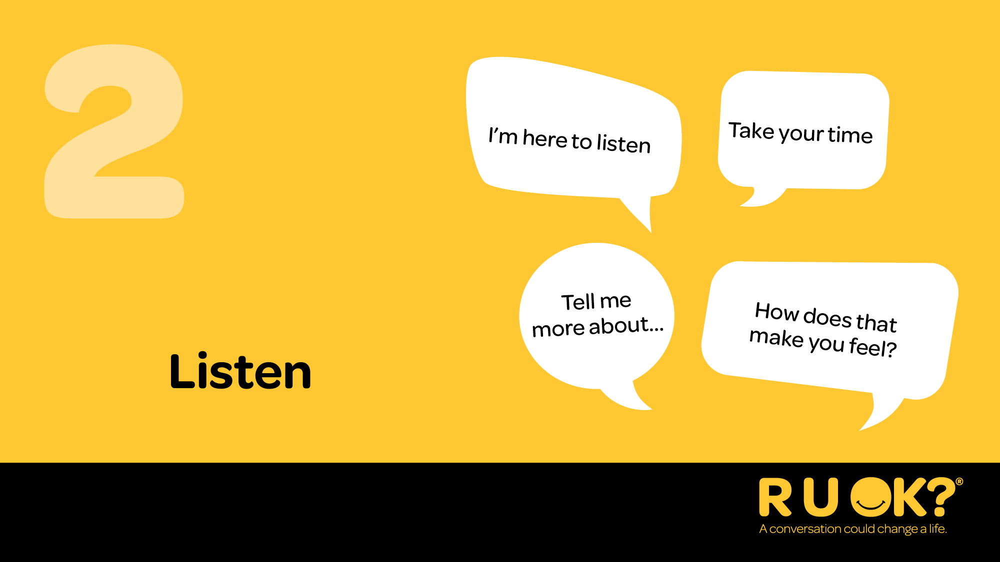 2
I’m here to listen
Take your time
Tell me
more about...
How does that
make you feel?
Listen
R U OK?®
A conversation could change a life.